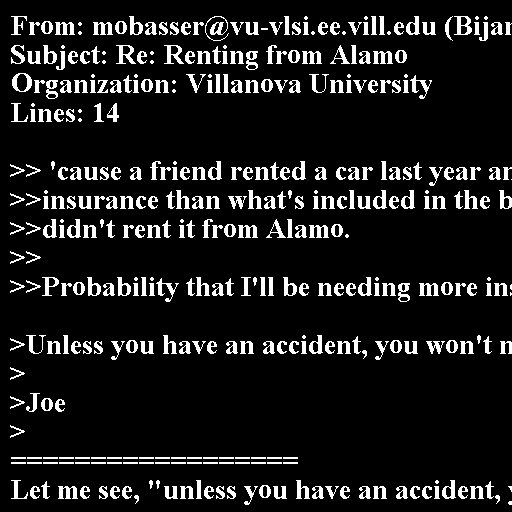 From: mobasser@vu-vlsi.ee.vill.edu (Bijan
Subject: Re: Renting from Alamo
Organization: Villanova University
Lines: 14

>> 'cause a friend rented a car last year an
>>insurance than what's included in the b
>>didn't rent it from Alamo.
>>
>>Probability that I'll be needing more ins

>Unless you have an accident, you won't n
>
>Joe
>
==================
Let me see, "unless you have an accident, y